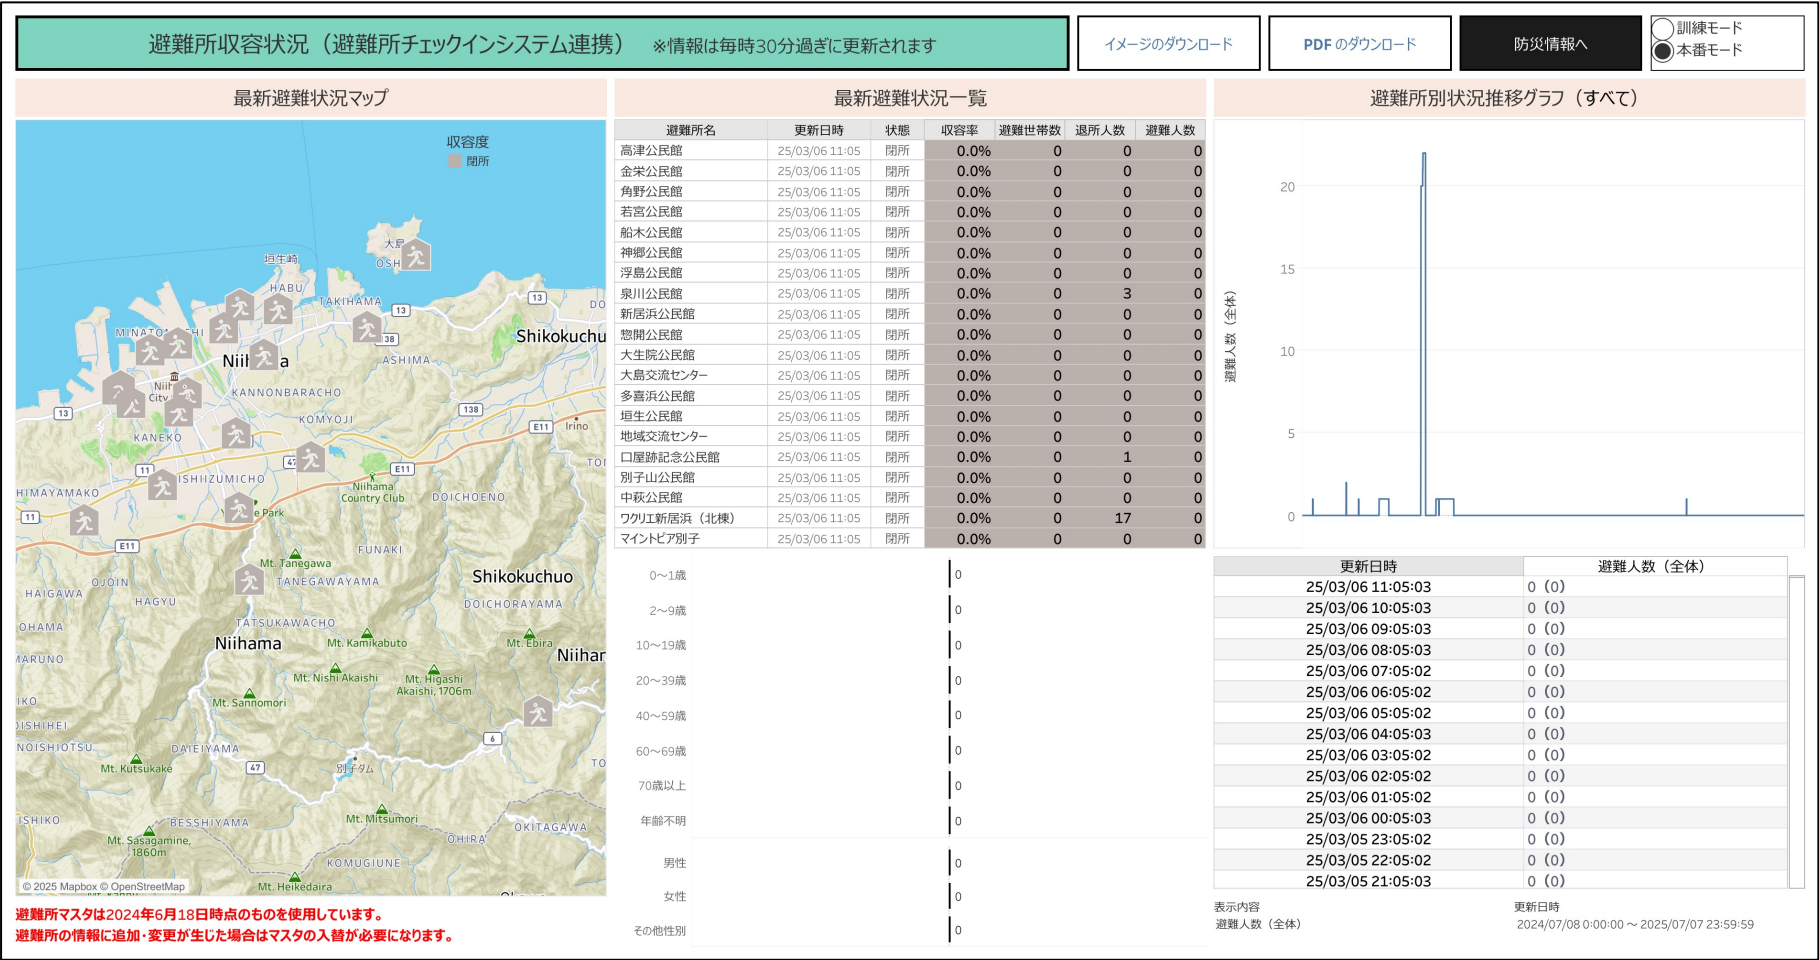 避難所収容状況（避難所チェックインシステム連携） ※情報は毎時30分過ぎに更新されます
イメージのダウンロード
PDF のダウンロード
防災情報へ
訓練モード
本番モード
最新避難状況マップ
収容度
閉所
大島
垣生崎
HABU
TAKIHAMA
13
13
38
Shikokuchu
ASHIMA
KANNONBARACHO
13
138
KOMYOJI
E11
Irino
KANEKO
11
47
E11
ISHIIZUMICHO
Niihama
Country Club
DOICHOENO
HIMAYAMAKO
11
e Park
E11
FUNAKI
Mt. Tanegawa
TANEGAWAYAMA
Shikokuchuo
OJOIN
HAIGAWA
HAGYU
DOICHORAYAMA
TATSUKAWACHO
OHAMA
Niihama
Mt. Kamikabuto
Mt. Ebira
Niihar
MARUNO
Mt. Nishi Akaishi
Mt. Higashi
Akaishi, 1706m
IKO
Mt. Sannomori
OISHIHEI
NOISHIOTSU
DAIEIYAMA
6
Mt. Kutsukake
47
別子ダム
TO
ISHIKO
BESSHIYAMA
Mt. Mitsumori
OKITAGAWA
Mt. Sasagamine,
1860m
OHIRA
KOMUGIUNE
© 2025 Mapbox © OpenStreetMap
Mt. Heikedaira
避難所マスタは2024年6月18日時点のものを使用しています。
避難所の情報に追加・変更が生じた場合はマスタの入替が必要になります。
最新避難状況一覧
避難所名 更新日時 状態 収容率 避難世帯数 退所人数 避難人数
高津公民館 25/03/06 11:05 閉所 0.0% 0 0 0
金栄公民館 25/03/06 11:05 閉所 0.0% 0 0 0
角野公民館 25/03/06 11:05 閉所 0.0% 0 0 0
若宮公民館 25/03/06 11:05 閉所 0.0% 0 0 0
船木公民館 25/03/06 11:05 閉所 0.0% 0 0 0
神郷公民館 25/03/06 11:05 閉所 0.0% 0 0 0
浮島公民館 25/03/06 11:05 閉所 0.0% 0 0 0
泉川公民館 25/03/06 11:05 閉所 0.0% 0 3 0
新居浜公民館 25/03/06 11:05 閉所 0.0% 0 0 0
惣開公民館 25/03/06 11:05 閉所 0.0% 0 0 0
大生院公民館 25/03/06 11:05 閉所 0.0% 0 0 0
大島交流センター 25/03/06 11:05 閉所 0.0% 0 0 0
多喜浜公民館 25/03/06 11:05 閉所 0.0% 0 0 0
垣生公民館 25/03/06 11:05 閉所 0.0% 0 0 0
地域交流センター 25/03/06 11:05 閉所 0.0% 0 0 0
口屋跡記念公民館 25/03/06 11:05 閉所 0.0% 0 1 0
別子山公民館 25/03/06 11:05 閉所 0.0% 0 0 0
中萩公民館 25/03/06 11:05 閉所 0.0% 0 0 0
ワクリエ新居浜（北棟） 25/03/06 11:05 閉所 0.0% 0 17 0
マイントピア別子 25/03/06 11:05 閉所 0.0% 0 0 0
0～1歳 0
2～9歳 0
10～19歳 0
20～39歳 0
40～59歳 0
60～69歳 0
70歳以上 0
年齢不明 0
男性 0
女性 0
その他性別 0
避難所別状況推移グラフ（すべて）
避難人数（全体）
20
15
10
5
0
更新日時 避難人数（全体）
25/03/06 11:05:03 0（0）
25/03/06 10:05:03 0（0）
25/03/06 09:05:03 0（0）
25/03/06 08:05:03 0（0）
25/03/06 07:05:02 0（0）
25/03/06 06:05:02 0（0）
25/03/06 05:05:02 0（0）
25/03/06 04:05:03 0（0）
25/03/06 03:05:02 0（0）
25/03/06 02:05:02 0（0）
25/03/06 01:05:02 0（0）
25/03/06 00:05:03 0（0）
25/03/05 23:05:02 0（0）
25/03/05 22:05:02 0（0）
25/03/05 21:05:03 0（0）
表示内容 更新日時
避難人数（全体） 2024/07/08 0:00:00 ～ 2025/07/07 23:59:59